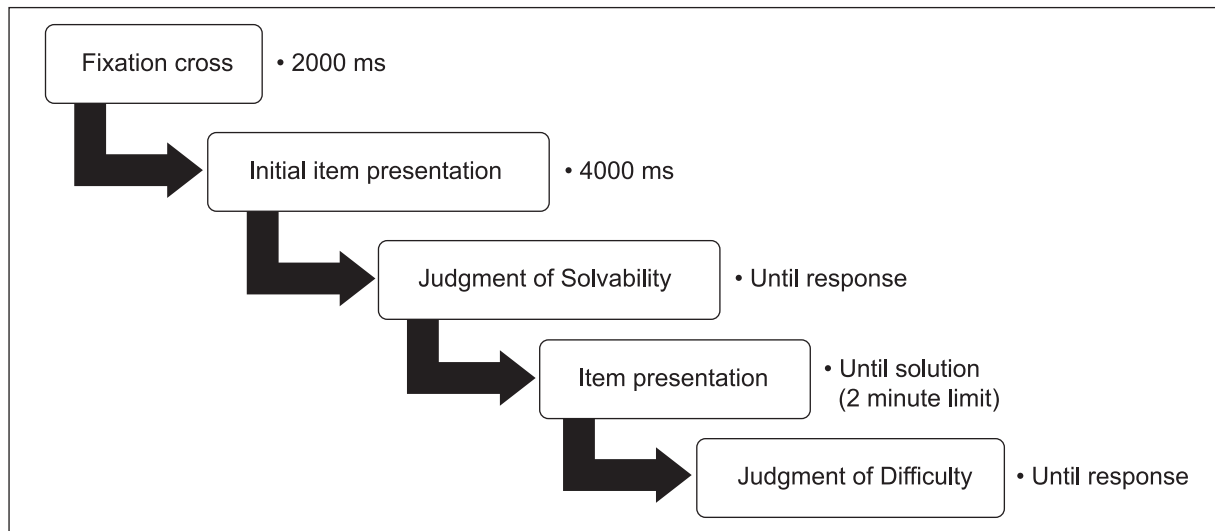 Fixation cross • 2000 ms
Initial item presentation • 4000 ms
Judgment of Solvability • Until response
Item presentation • Until solution
(2 minute limit)
Judgment of Difficulty • Until response